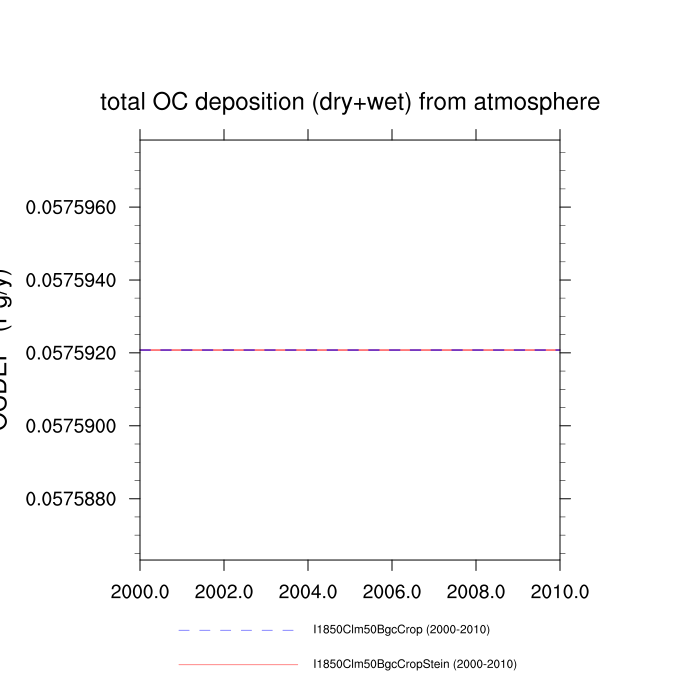 total OC deposition (dry+wet) from atmosphere
0.0575960
0.0575940
0.0575920
0.0575900
0.0575880
2000.0 2002.0 2004.0 2006.0 2008.0 2010.0
I1850Clm50BgcCrop (2000-2010)
I1850Clm50BgcCropStein (2000-2010)